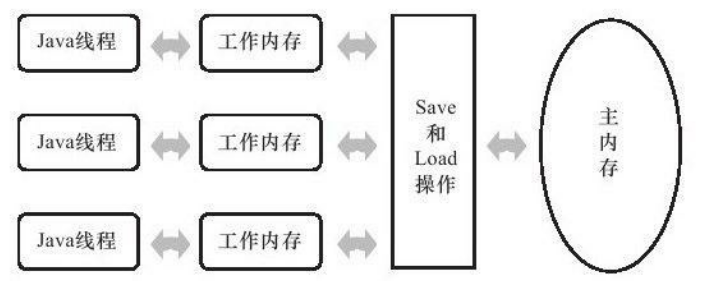 Java线程
工作内存
Java线程
工作内存
Java线程
工作内存
Save
和
Load
操作
主
内
存